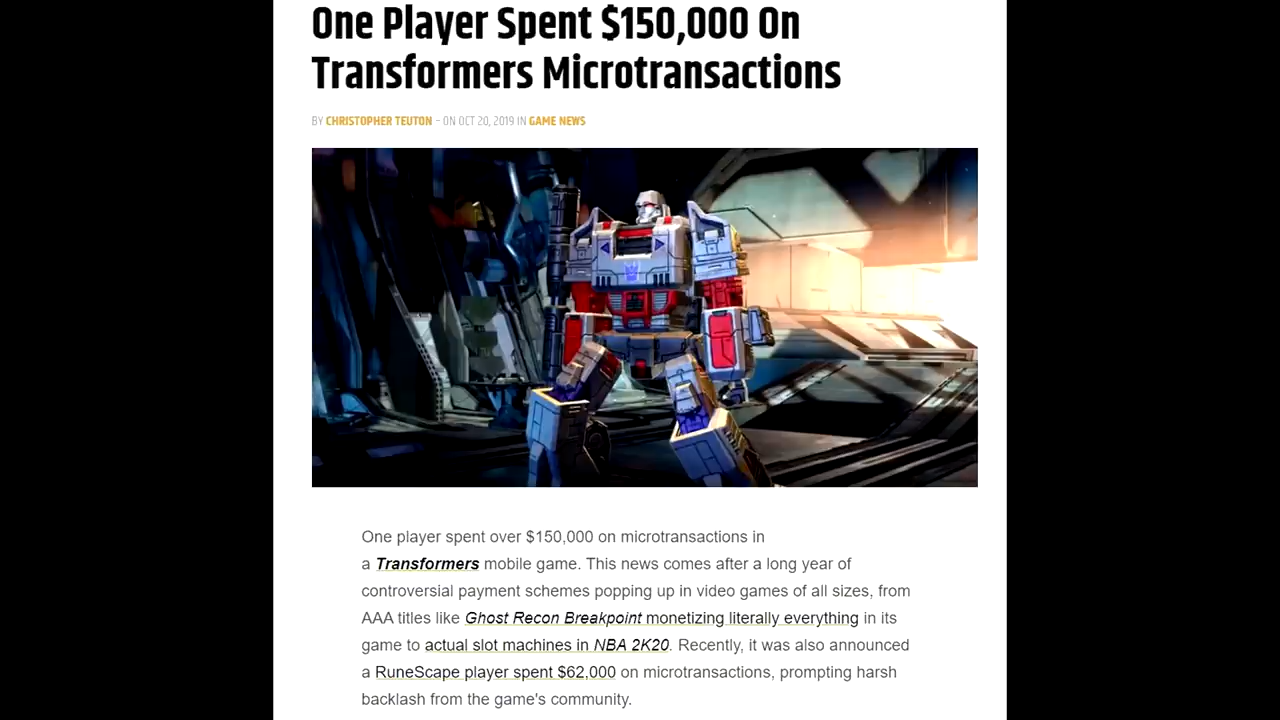 One Player Spent $150,000 On
Transformers Microtransactions
BY CHRISTOPHER TEUTON – ON OCT 20, 2019 IN GAME NEWS
One player spent over $150,000 on microtransactions in
a Transformers mobile game. This news comes after a long year of
controversial payment schemes popping up in video games of all sizes, from
AAA titles like Ghost Recon Breakpoint monetizing literally everything in its
game to actual slot machines in NBA 2K20. Recently, it was also announced
a RuneScape player spent $62,000 on microtransactions, prompting harsh
backlash from the game's community.